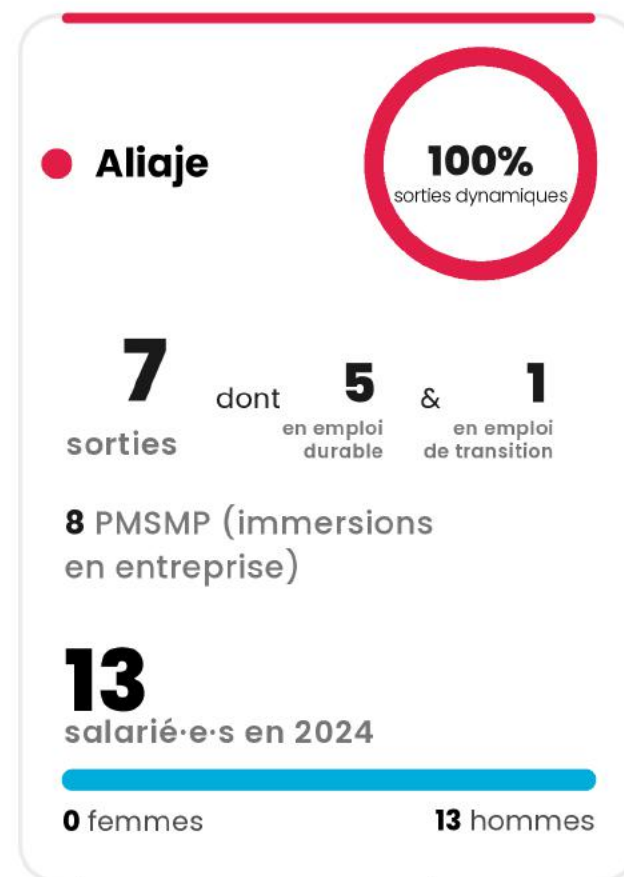 Aliaje
100%
sorties dynamiques
7
sorties
dont
5
en emploi
durable
&
1
en emploi
de transition
8 PMSMP (immersions
en entreprise)
13
salarié·e·s en 2024
0 femmes
13 hommes